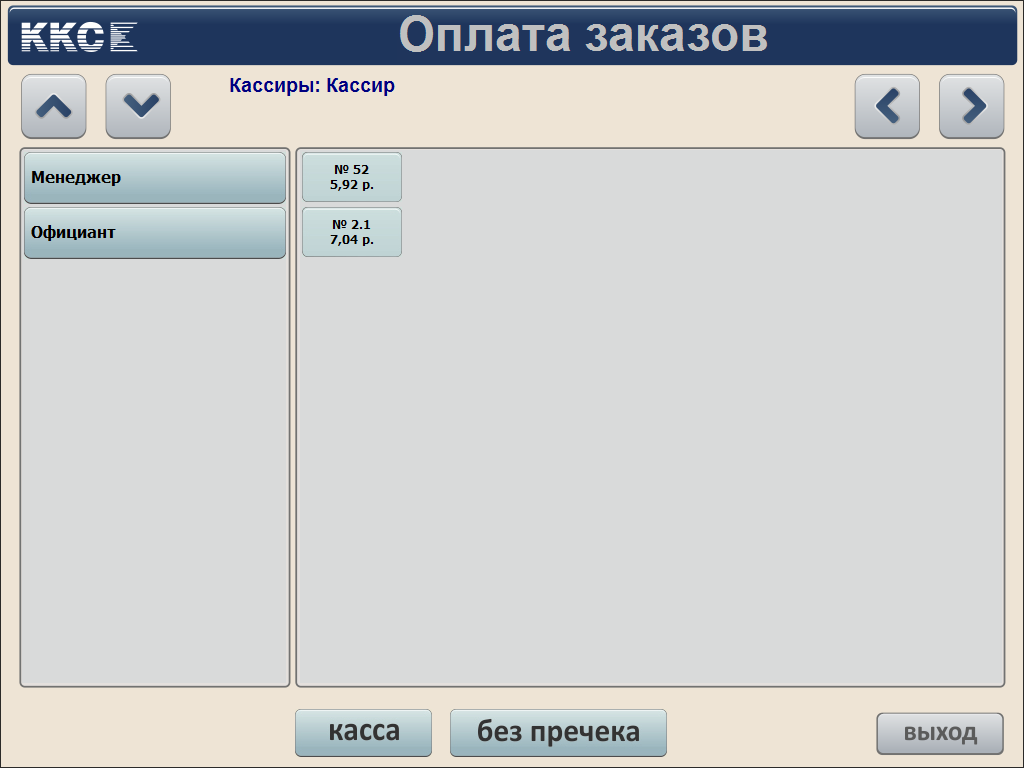 ККСЕ
Оплата заказов
Кассиры: Кассир
Менеджер
Официант
№ 52
5,92 р.
№ 2.1
7,04 р.
касса
без пречека
выход